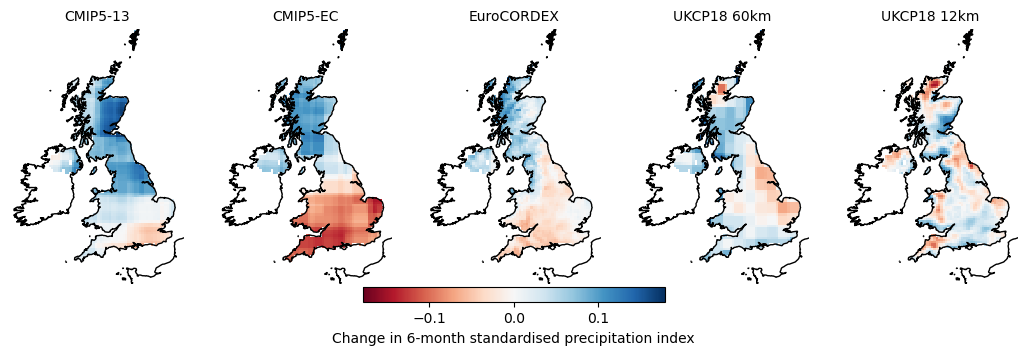 CMIP5-13
CMIP5-EC
EuroCORDEX
UKCP18 60km
UKCP18 12km
−0.1
0.0
0.1
Change in 6-month standardised precipitation index